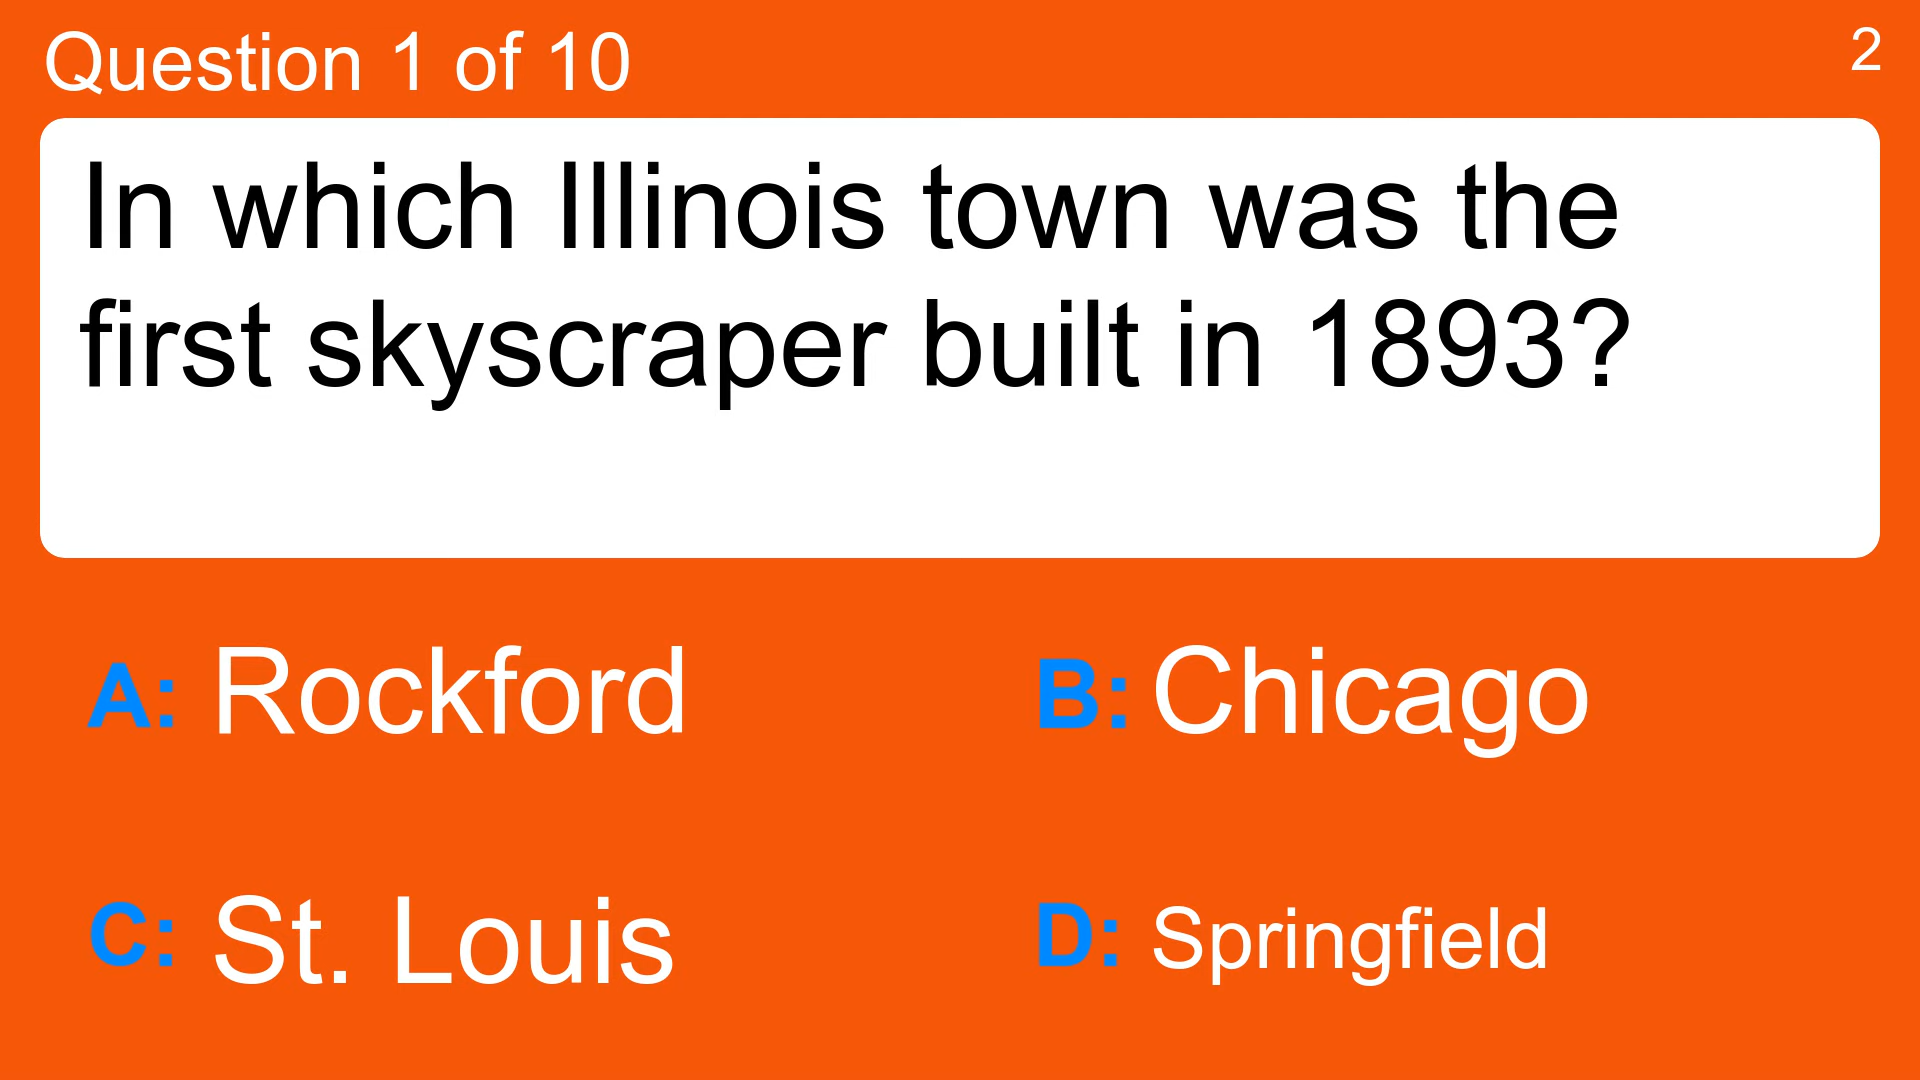 Question 1 of 10
2
In which Illinois town was the
first skyscraper built in 1893?
A: Rockford
B: Chicago
C: St. Louis
D: Springfield